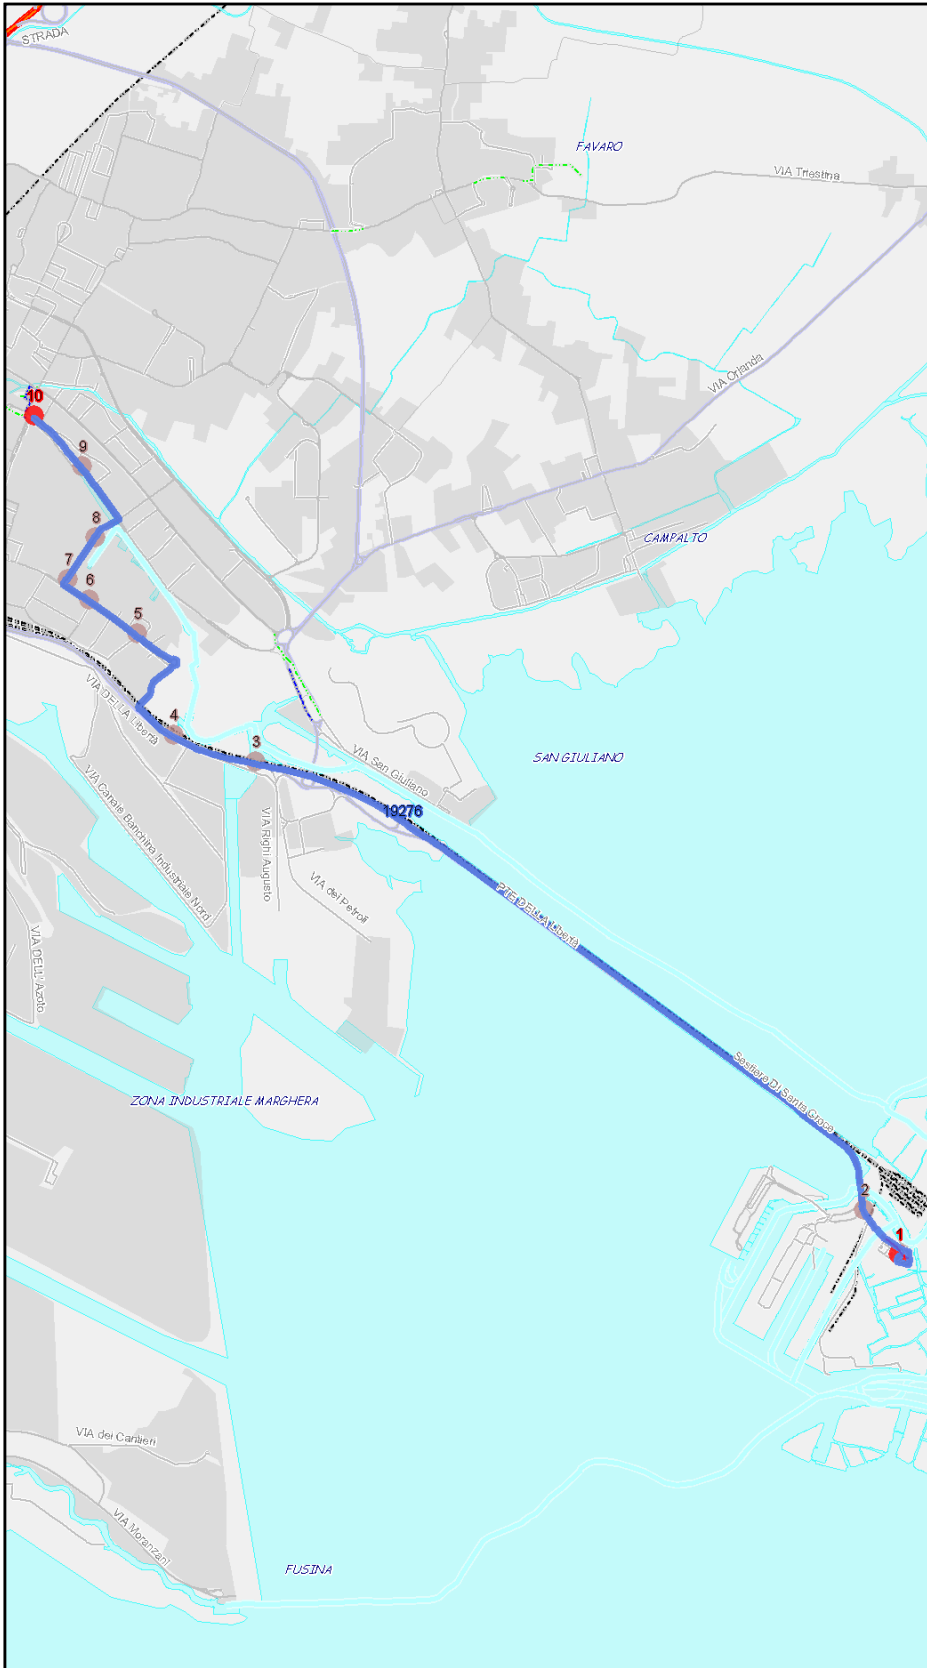 STRADA
FAVARO
VIA Triestina
VIA Orlanda
10
9
8
CAMPALTO
7
6
5
VIA DELLA Libertà
4
3
SAN GIULIANO
VIA San Giuliano
VIA Canale Banchina Industriale Nord
19276
VIA Righi Augusto
VIA dei Petroli
PTE DELLA Libertà
VIA DELL' Azoto
Sestiere Di Santa Croce
ZONA INDUSTRIALE MARGHERA
2
1
VIA dei Cantieri
VIA Moranzani
FUSINA